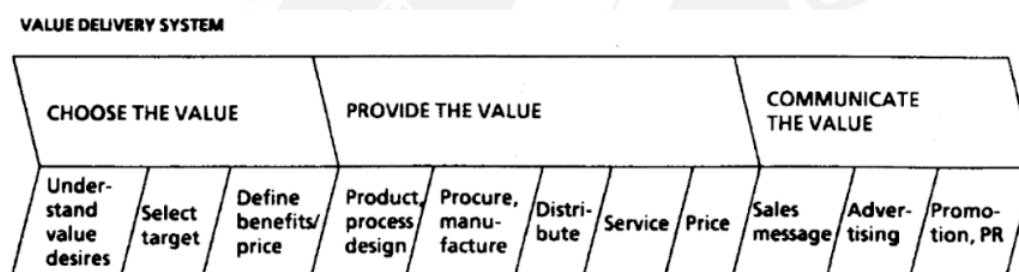 VALUE DELIVERY SYSTEM
CHOOSE THE VALUE
PROVIDE THE VALUE
COMMUNICATE
THE VALUE
Under-
stand
value
desires
Select
target
Define
benefits/
price
Product,
process
design
Procure,
manu-
facture
Distri-
bute
Service
Price
Sales
message
Adver-
tising
Promo-
tion, PR